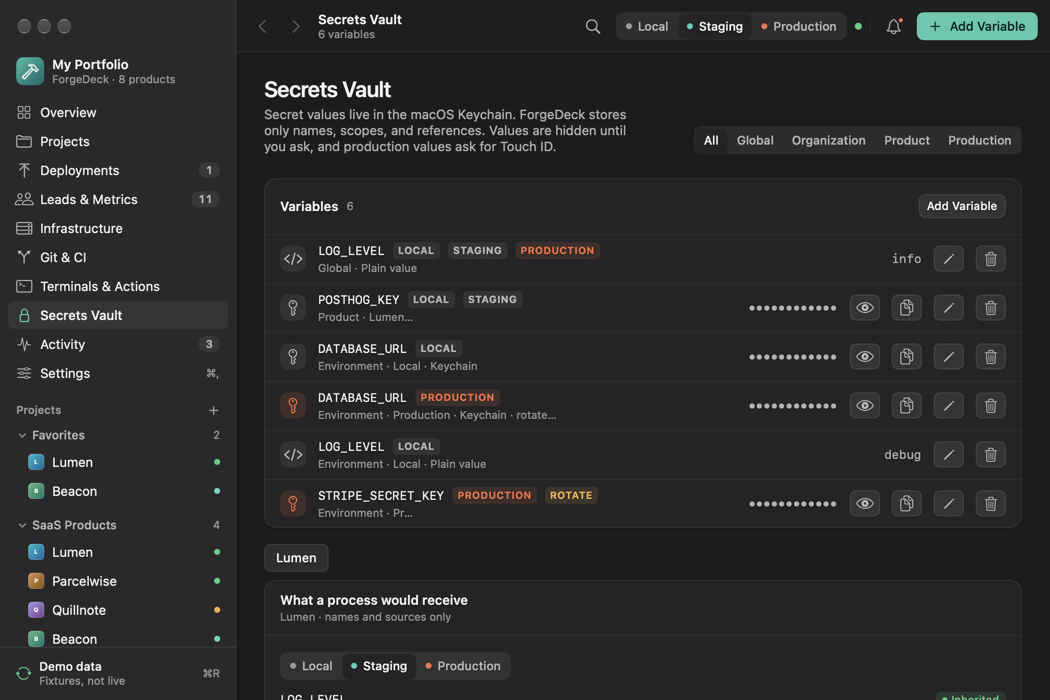 My Portfolio
ForgeDeck · 8 products
Overview
Projects
Deployments 1
Leads & Metrics 11
Infrastructure
Git & CI
Terminals & Actions
Secrets Vault
Activity 3
Settings ⌘,
Projects +
Favorites 2
L Lumen
B Beacon
SaaS Products 4
L Lumen
P Parcelwise
Q Quillnote
B Beacon
Demo data
Fixtures, not live
⌘R
Secrets Vault
6 variables
Local Staging Production
+ Add Variable
Secrets Vault
Secret values live in the macOS Keychain. ForgeDeck stores
only names, scopes, and references. Values are hidden until
you ask, and production values ask for Touch ID.
All Global Organization Product Production
Variables 6
Add Variable
LOG_LEVEL LOCAL STAGING PRODUCTION
Global · Plain value
info
POSTHOG_KEY LOCAL STAGING
Product · Lumen...
••••••••••••
DATABASE_URL LOCAL
Environment · Local · Keychain
••••••••••••
DATABASE_URL PRODUCTION
Environment · Production · Keychain · rotate...
••••••••••••
LOG_LEVEL LOCAL
Environment · Local · Plain value
debug
STRIPE_SECRET_KEY PRODUCTION ROTATE
Environment · Pr...
••••••••••••
Lumen
What a process would receive
Lumen · names and sources only
Local Staging Production
LOG_LEVEL
Inherited